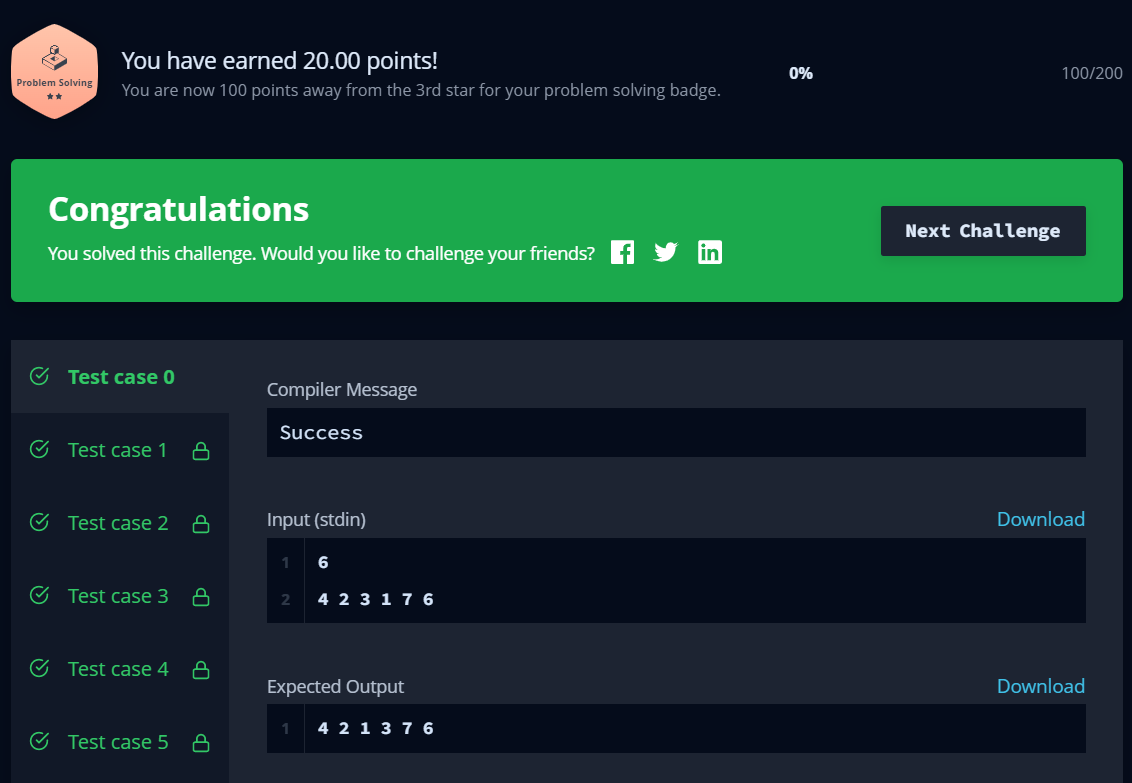 Problem Solving
You have earned 20.00 points!
You are now 100 points away from the 3rd star for your problem solving badge.
0%
100/200
Congratulations
You solved this challenge. Would you like to challenge your friends?
Next Challenge
Test case 0
Test case 1
Test case 2
Test case 3
Test case 4
Test case 5
Compiler Message
Success
Input (stdin)
Download
1 6
2 4 2 3 1 7 6
Expected Output
Download
1 4 2 1 3 7 6